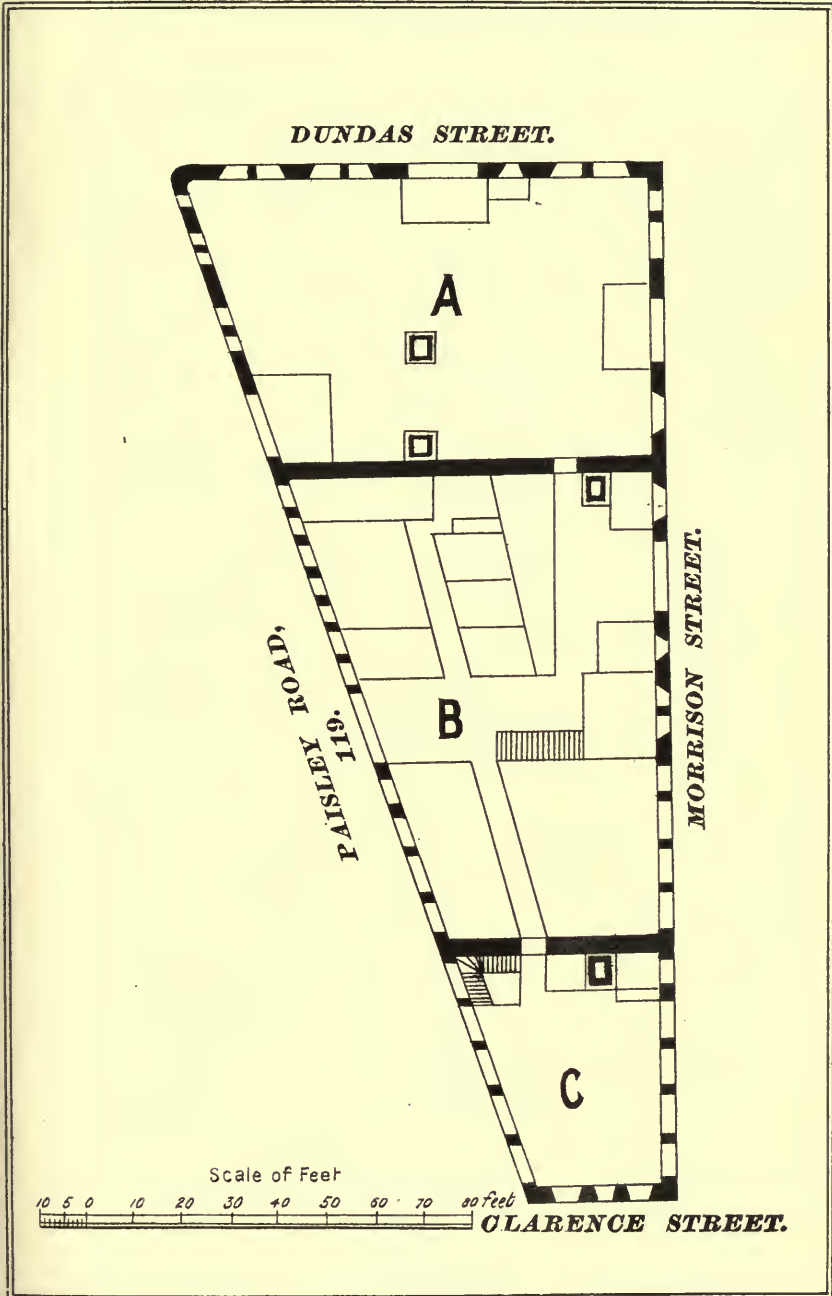 DUNDAS STREET.
A
PAISLEY ROAD,
119.
B
MORRISON STREET.
C
Scale of Feet
10 5 0 10 20 30 40 50 60 70 80 feet
CLARENCE STREET.